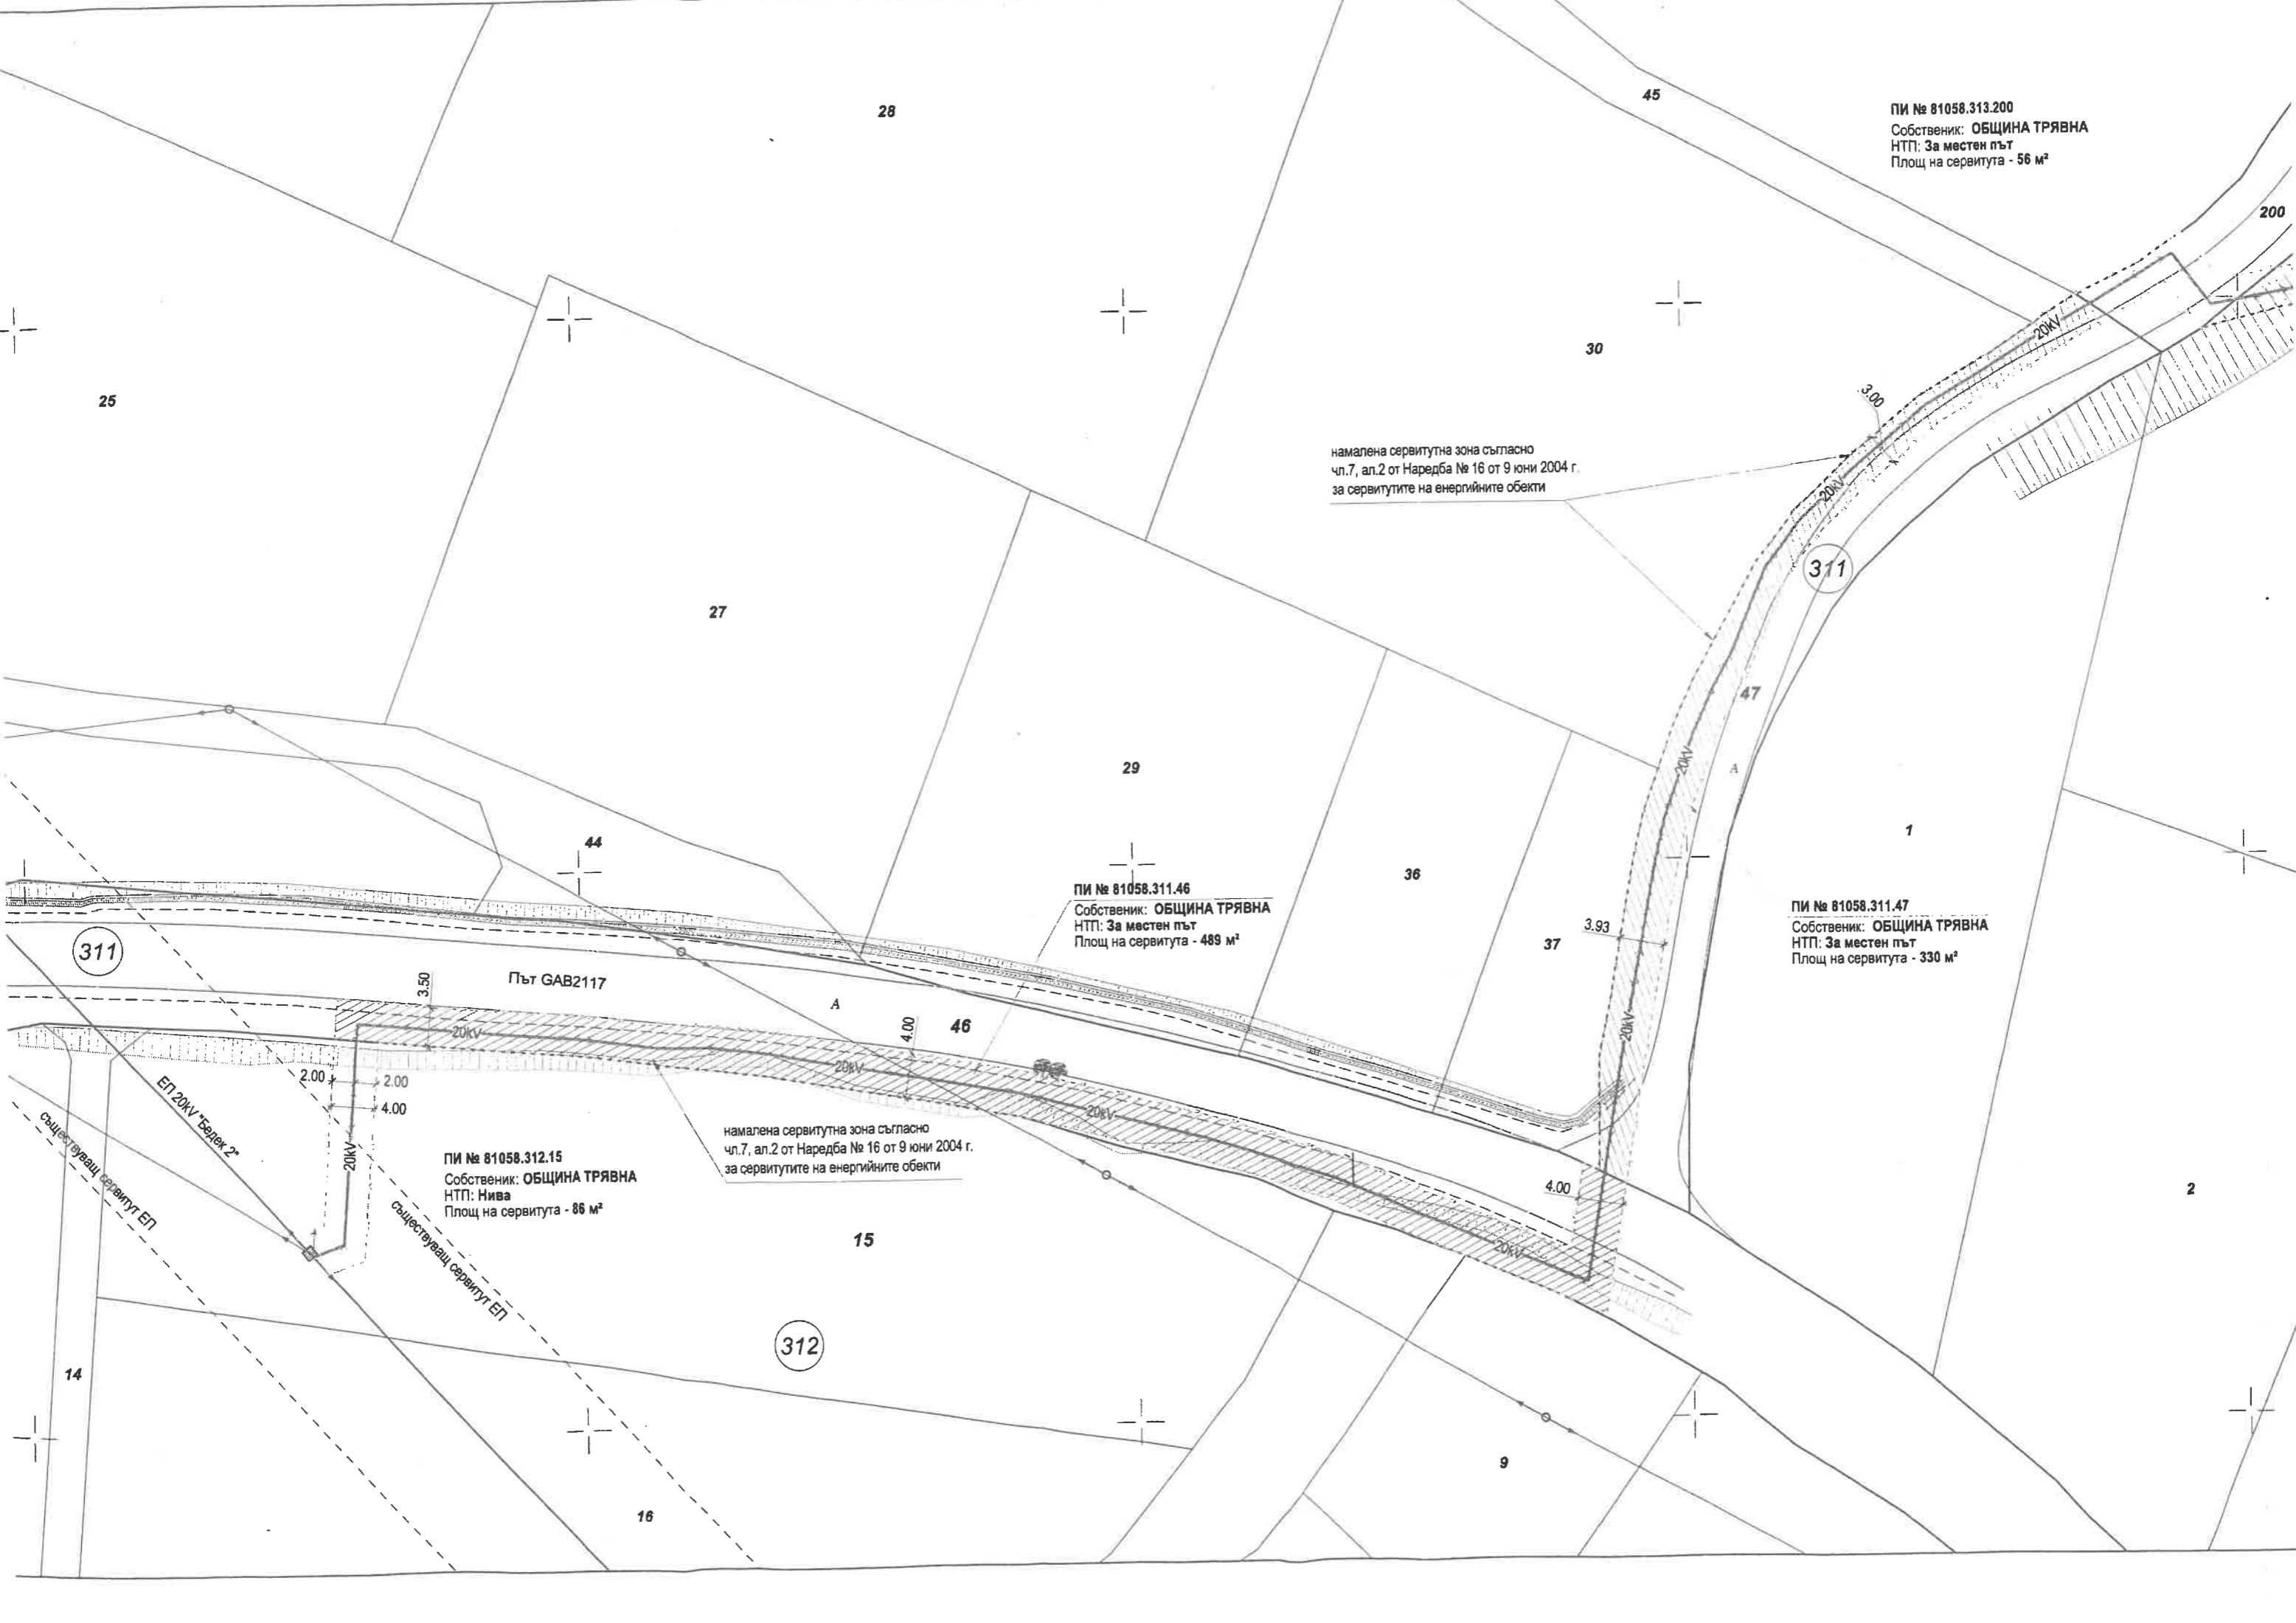 28
45
ПИ № 81058.313.200
Собственик: ОБЩИНА ТРЯВНА
НТП: За местен път
Площ на сервитута - 56 м²
200
20kV
30
25
3.00
намалена сервитутна зона съгласно
чл.7, ал.2 от Наредба № 16 от 9 юни 2004 г.
за сервитутите на енергийните обекти
20kV
311
27
47
20kV
А
29
1
44
36
ПИ № 81058.311.46
Собственик: ОБЩИНА ТРЯВНА
НТП: За местен път
Площ на сервитута - 489 м²
ПИ № 81058.311.47
Собственик: ОБЩИНА ТРЯВНА
НТП: За местен път
Площ на сервитута - 330 м²
3.93
37
311
3.50
Път GAB2117
А
46
4.00
20kV
20kV
20kV
20kV
2.00
2.00
4.00
ЕП 20kV "Бедек 2"
съществуващ сервитут ЕП
20kV
намалена сервитутна зона съгласно
чл.7, ал.2 от Наредба № 16 от 9 юни 2004 г.
за сервитутите на енергийните обекти
ПИ № 81058.312.15
Собственик: ОБЩИНА ТРЯВНА
НТП: Нива
Площ на сервитута - 86 м²
съществуващ сервитут ЕП
4.00
2
15
20kV
312
14
9
16